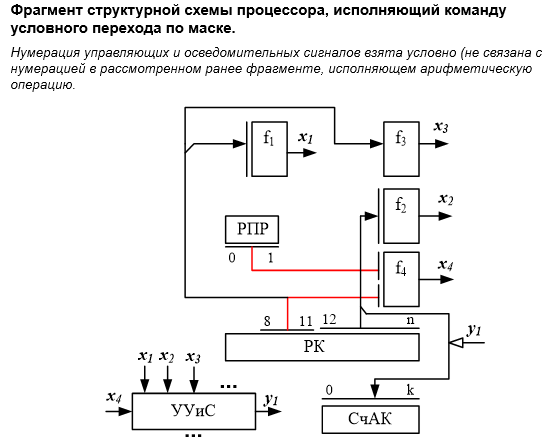 Фрагмент структурной схемы процессора, исполняющий команду
условного перехода по маске.
Нумерация управляющих и осведомительных сигналов взята условно (не связана с
нумерацией в рассмотренном ранее фрагменте, исполняющем арифметическую
операцию.
f1 x1 f3 x3
f2 x2
РПР
0 1
f4 x4
8 11 12 n
y1
РК
x1 x2 x3 ...
0 k
x4 УУиС y1
СчАК
...